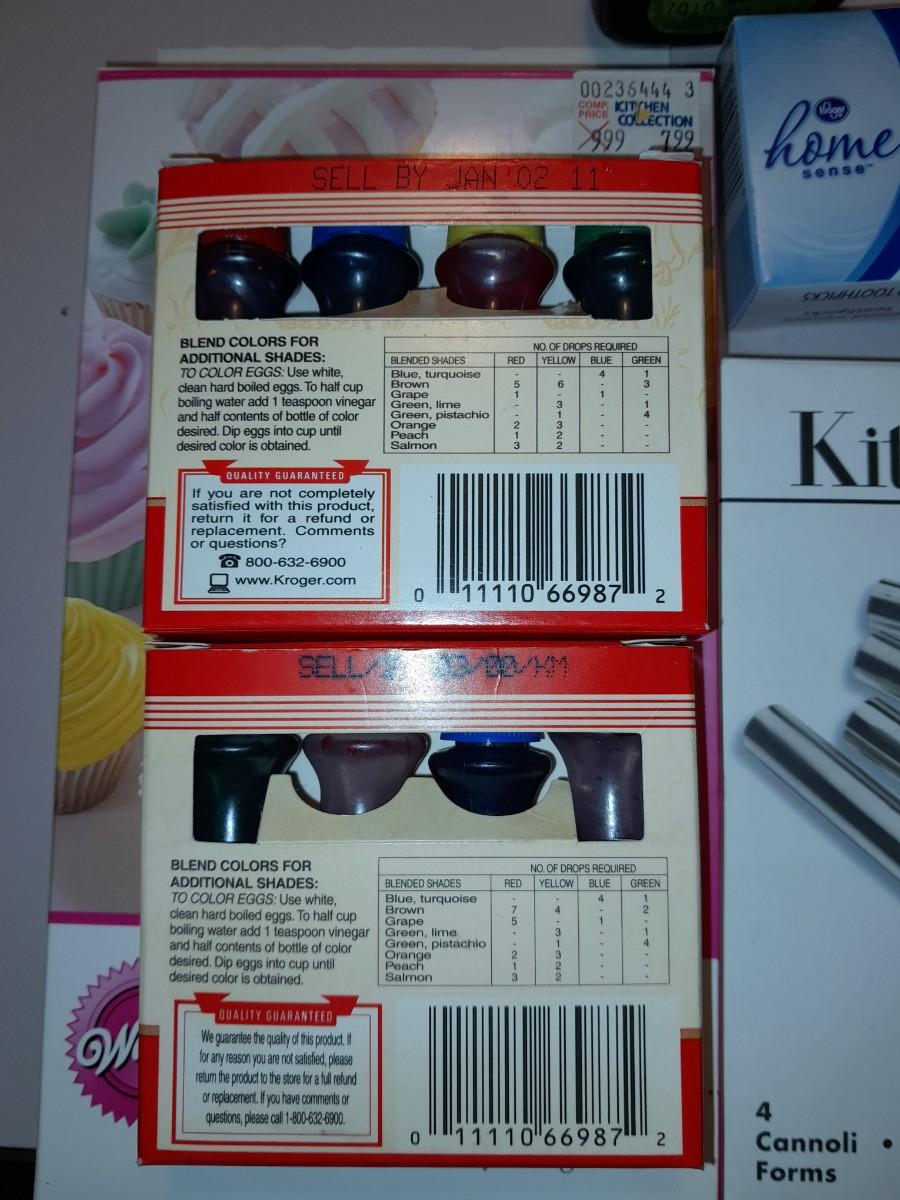 00236444 3
COMP. PRICE
KITCHEN COLLECTION
999 799
Kroger
home
sense™
TOOTHPICKS
SELL BY JAN 02 11
BLEND COLORS FOR
ADDITIONAL SHADES:
TO COLOR EGGS: Use white,
clean hard boiled eggs. To half cup
boiling water add 1 teaspoon vinegar
and half contents of bottle of color
desired. Dip eggs into cup until
desired color is obtained.
NO. OF DROPS REQUIRED
BLENDED SHADES RED YELLOW BLUE GREEN
Blue, turquoise - - 4 1
Brown 5 6 - 3
Grape 1 - 1 -
Green, lime - 3 - 1
Green, pistachio - 1 - 4
Orange 2 3 - -
Peach 1 2 - -
Salmon 3 2 - -
QUALITY GUARANTEED
If you are not completely
satisfied with this product,
return it for a refund or
replacement. Comments
or questions?
800-632-6900
www.Kroger.com
0 11110 66987 2
Kit
SELL
BLEND COLORS FOR
ADDITIONAL SHADES:
TO COLOR EGGS: Use white,
clean hard boiled eggs. To half cup
boiling water add 1 teaspoon vinegar
and half contents of bottle of color
desired. Dip eggs into cup until
desired color is obtained.
NO. OF DROPS REQUIRED
BLENDED SHADES RED YELLOW BLUE GREEN
Blue, turquoise - - 4 1
Brown 7 4 - 2
Grape 5 - 1 -
Green, lime - 3 - 1
Green, pistachio - 1 - 4
Orange 2 3 - -
Peach 1 2 - -
Salmon 3 2 - -
QUALITY GUARANTEED
We guarantee the quality of this product. If
for any reason you are not satisfied, please
return the product to the store for a full refund
or replacement. If you have comments or
questions, please call 1-800-632-6900.
0 11110 66987 2
4
Cannoli •
Forms